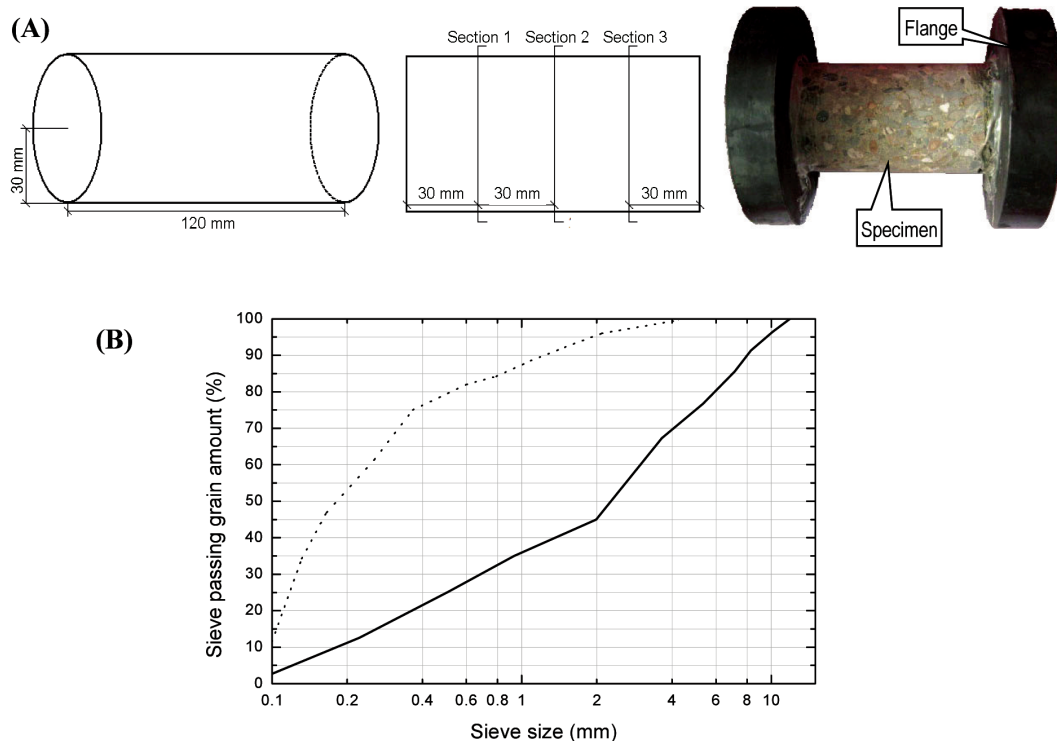 (A)
Section 1 Section 2 Section 3
Flange
30 mm
30 mm 30 mm 30 mm
120 mm
Specimen
(B)
Sieve passing grain amount (%)
100
90
80
70
60
50
40
30
20
10
0
0.1 0.2 0.4 0.6 0.8 1 2 4 6 8 10
Sieve size (mm)